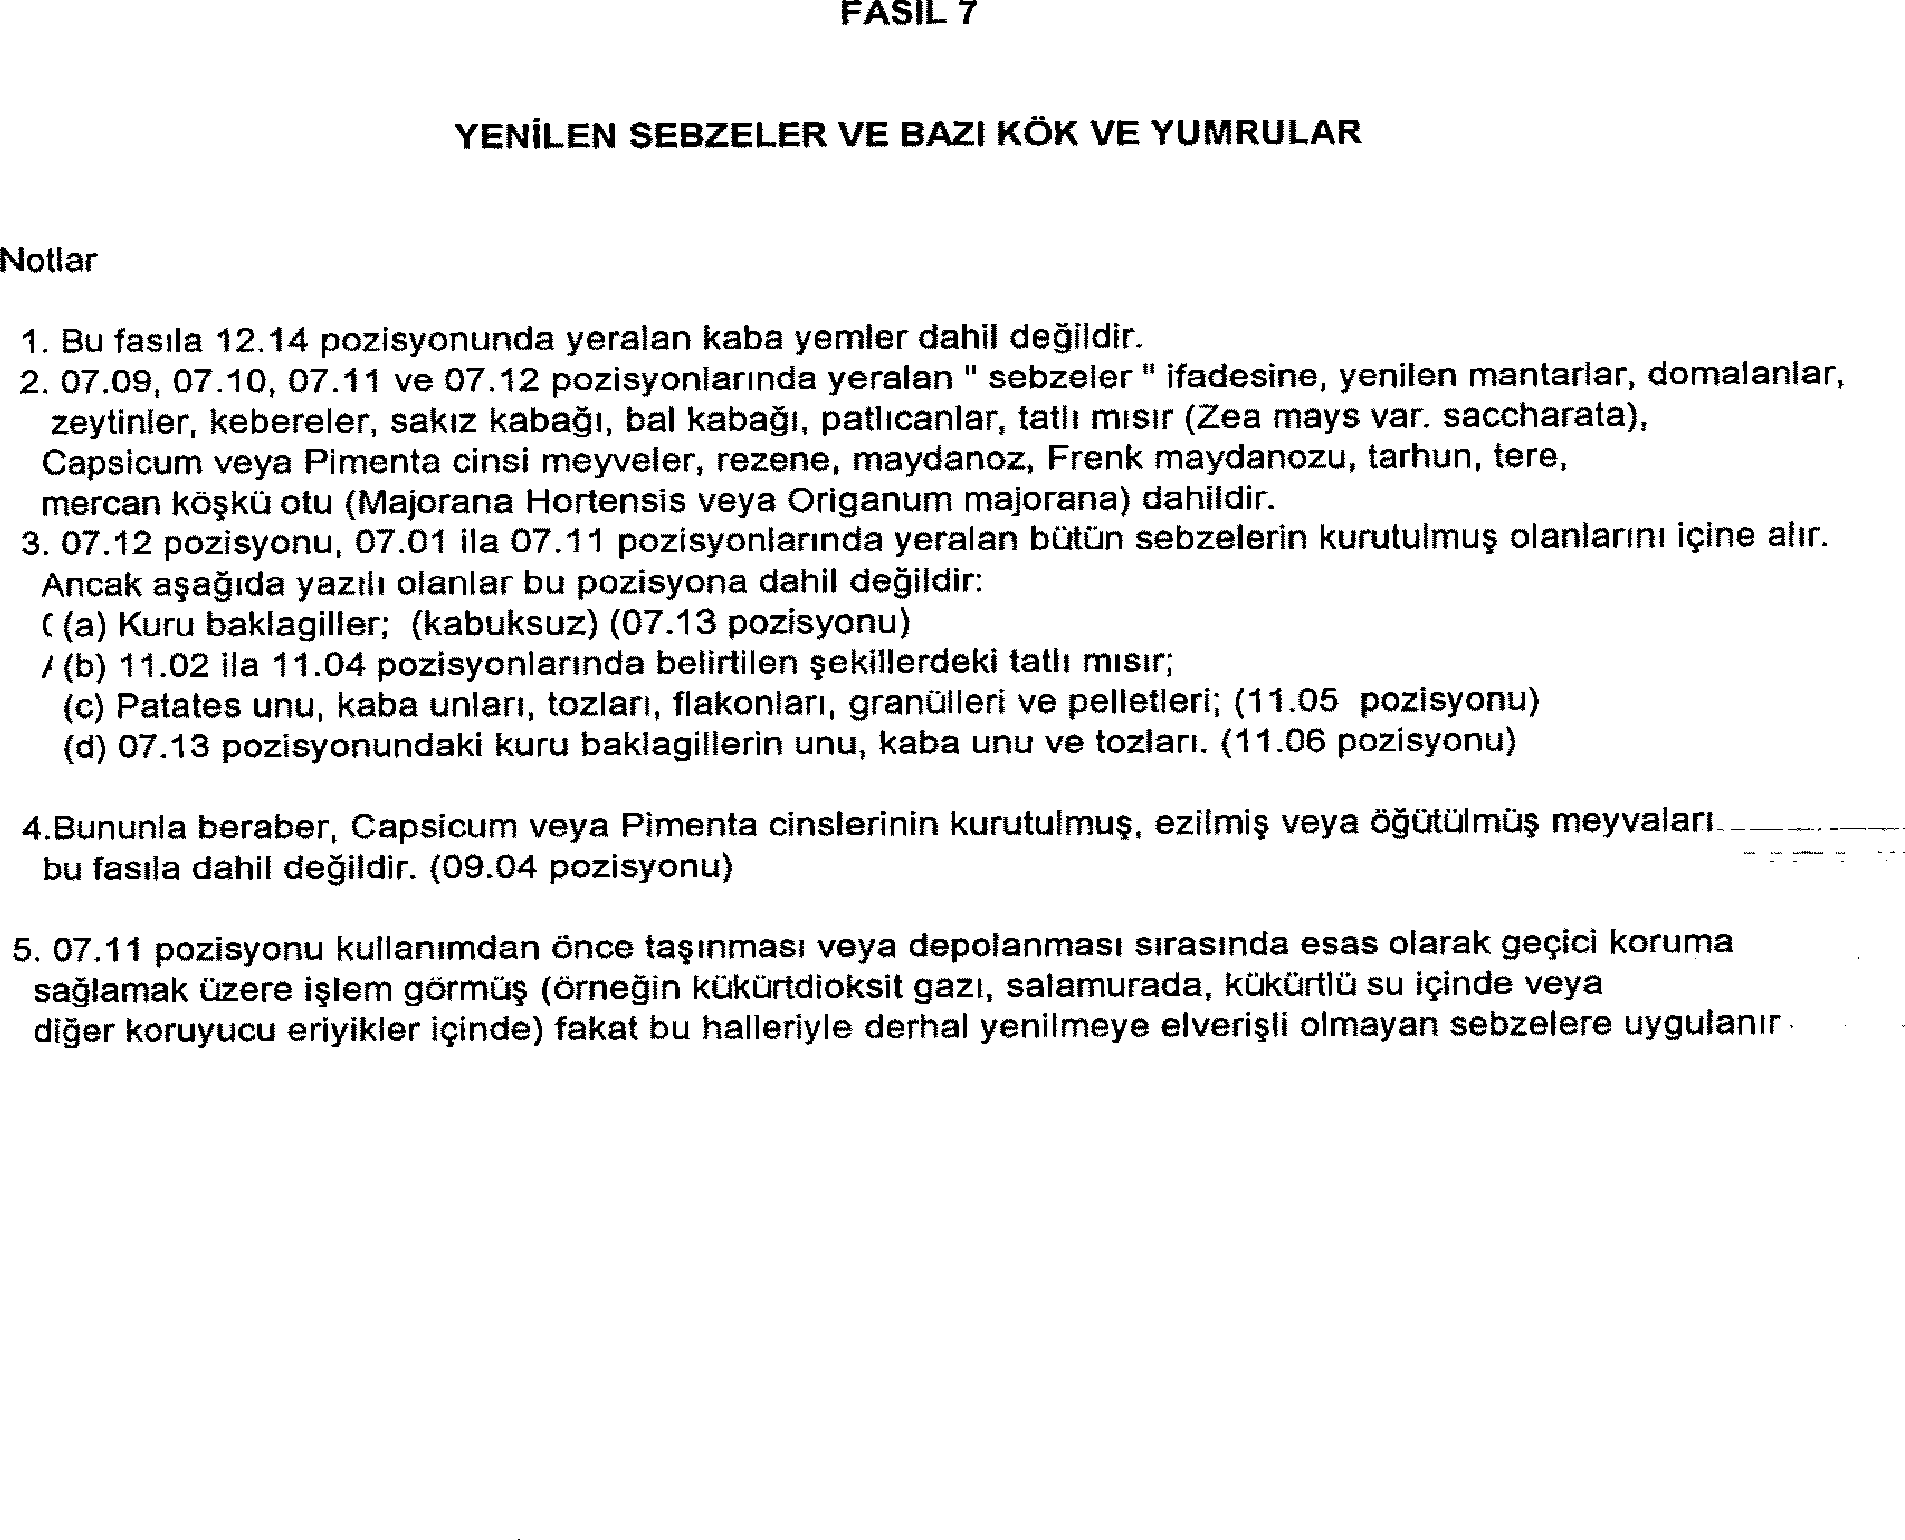 FASIL 7
YENİLEN SEBZELER VE BAZI KÖK VE YUMRULAR
Notlar
1. Bu fasıla 12.14 pozisyonunda yeralan kaba yemler dahil değildir.
2. 07.09, 07.10, 07.11 ve 07.12 pozisyonlarında yeralan " sebzeler " ifadesine, yenilen mantarlar, domalanlar,
zeytinler, kebereler, sakız kabağı, bal kabağı, patlıcanlar, tatlı mısır (Zea mays var. saccharata),
Capsicum veya Pimenta cinsi meyveler, rezene, maydanoz, Frenk maydanozu, tarhun, tere,
mercan köşkü otu (Majorana Hortensis veya Origanum majorana) dahildir.
3. 07.12 pozisyonu, 07.01 ila 07.11 pozisyonlarında yeralan bütün sebzelerin kurutulmuş olanlarını içine alır.
Ancak aşağıda yazılı olanlar bu pozisyona dahil değildir:
(a) Kuru baklagiller; (kabuksuz) (07.13 pozisyonu)
(b) 11.02 ila 11.04 pozisyonlarında belirtilen şekillerdeki tatlı mısır;
(c) Patates unu, kaba unları, tozları, flakonları, granülleri ve pelletleri; (11.05 pozisyonu)
(d) 07.13 pozisyonundaki kuru baklagillerin unu, kaba unu ve tozları. (11.06 pozisyonu)
4.Bununla beraber, Capsicum veya Pimenta cinslerinin kurutulmuş, ezilmiş veya öğütülmüş meyvaları
bu fasıla dahil değildir. (09.04 pozisyonu)
5. 07.11 pozisyonu kullanımdan önce taşınması veya depolanması sırasında esas olarak geçici koruma
sağlamak üzere işlem görmüş (örneğin kükürtdioksit gazı, salamurada, kükürtlü su içinde veya
diğer koruyucu eriyikler içinde) fakat bu halleriyle derhal yenilmeye elverişli olmayan sebzelere uygulanır.